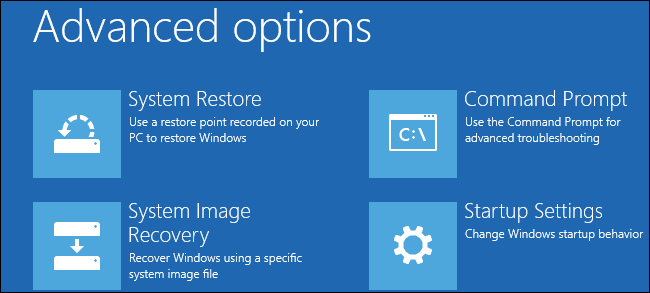 Advanced options
System Restore
Use a restore point recorded on your
PC to restore Windows
Command Prompt
Use the Command Prompt for
advanced troubleshooting
C:\
System Image
Recovery
Recover Windows using a specific
system image file
Startup Settings
Change Windows startup behavior